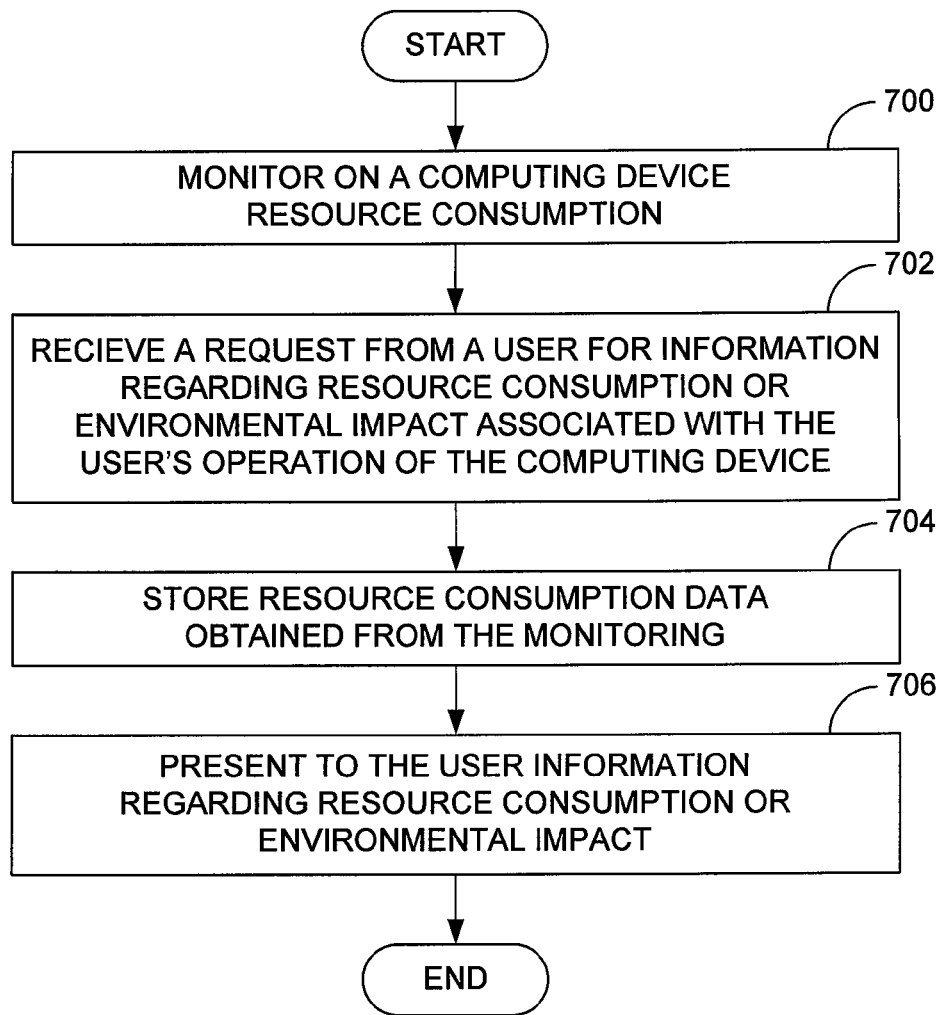 START
700
MONITOR ON A COMPUTING DEVICE
RESOURCE CONSUMPTION
702
RECIEVE A REQUEST FROM A USER FOR INFORMATION
REGARDING RESOURCE CONSUMPTION OR
ENVIRONMENTAL IMPACT ASSOCIATED WITH THE
USER'S OPERATION OF THE COMPUTING DEVICE
704
STORE RESOURCE CONSUMPTION DATA
OBTAINED FROM THE MONITORING
706
PRESENT TO THE USER INFORMATION
REGARDING RESOURCE CONSUMPTION OR
ENVIRONMENTAL IMPACT
END